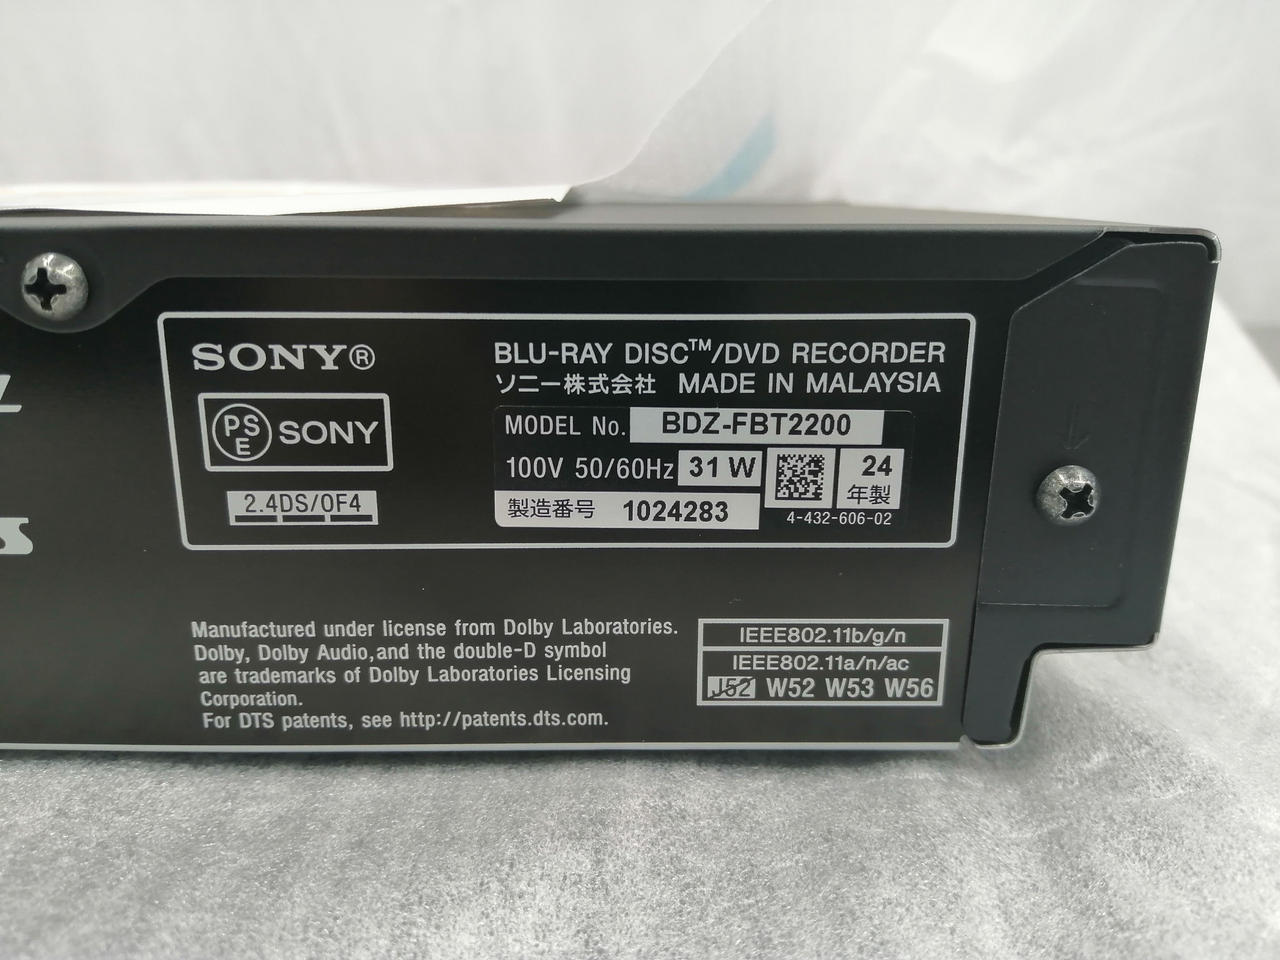 SONY®
BLU-RAY DISC™/DVD RECORDER
ソニー株式会社 MADE IN MALAYSIA
PSE SONY
MODEL No. BDZ-FBT2200
100V 50/60Hz 31 W
24
年製
2.4DS/OF4
製造番号 1024283
4-432-606-02
Manufactured under license from Dolby Laboratories.
Dolby, Dolby Audio,and the double-D symbol
are trademarks of Dolby Laboratories Licensing
Corporation.
For DTS patents, see http://patents.dts.com.
IEEE802.11b/g/n
IEEE802.11a/n/ac
J52 W52 W53 W56